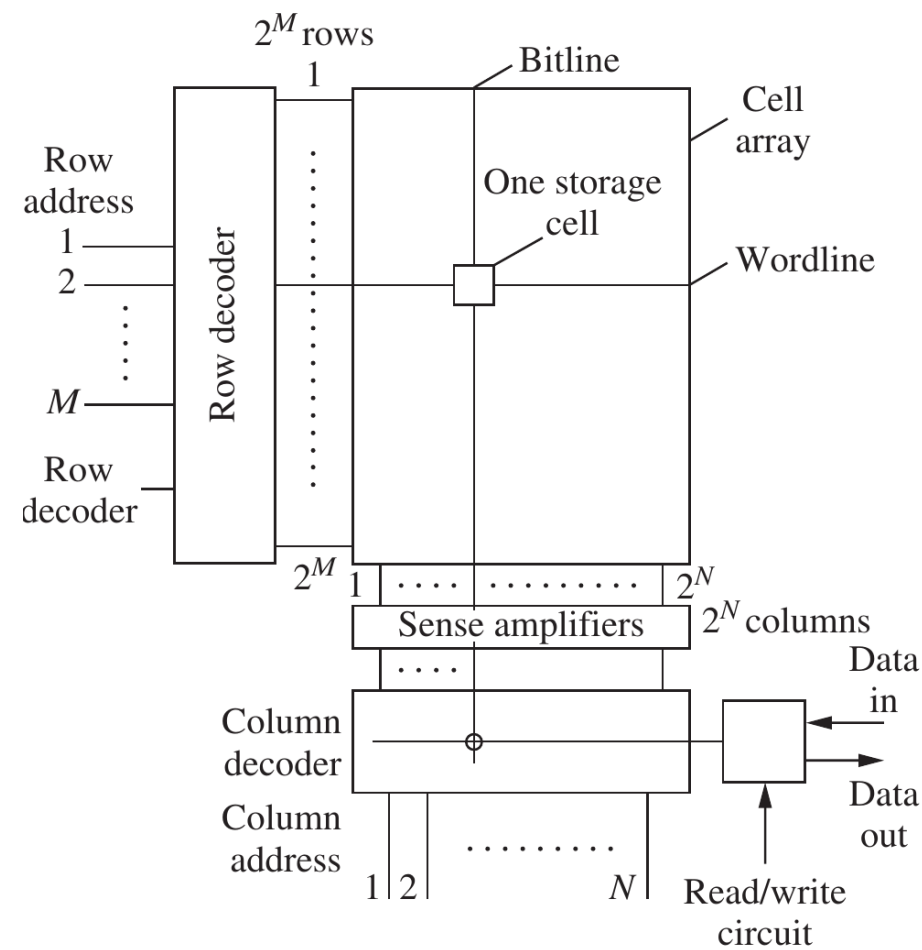 2^M rows
1
Bitline
Cell
array
Row
address
1
2
M
Row
decoder
Row decoder
One storage
cell
Wordline
2^M
1
2^N
Sense amplifiers
2^N columns
Column
decoder
Data
in
Data
out
Column
address
1
2
N
Read/write
circuit